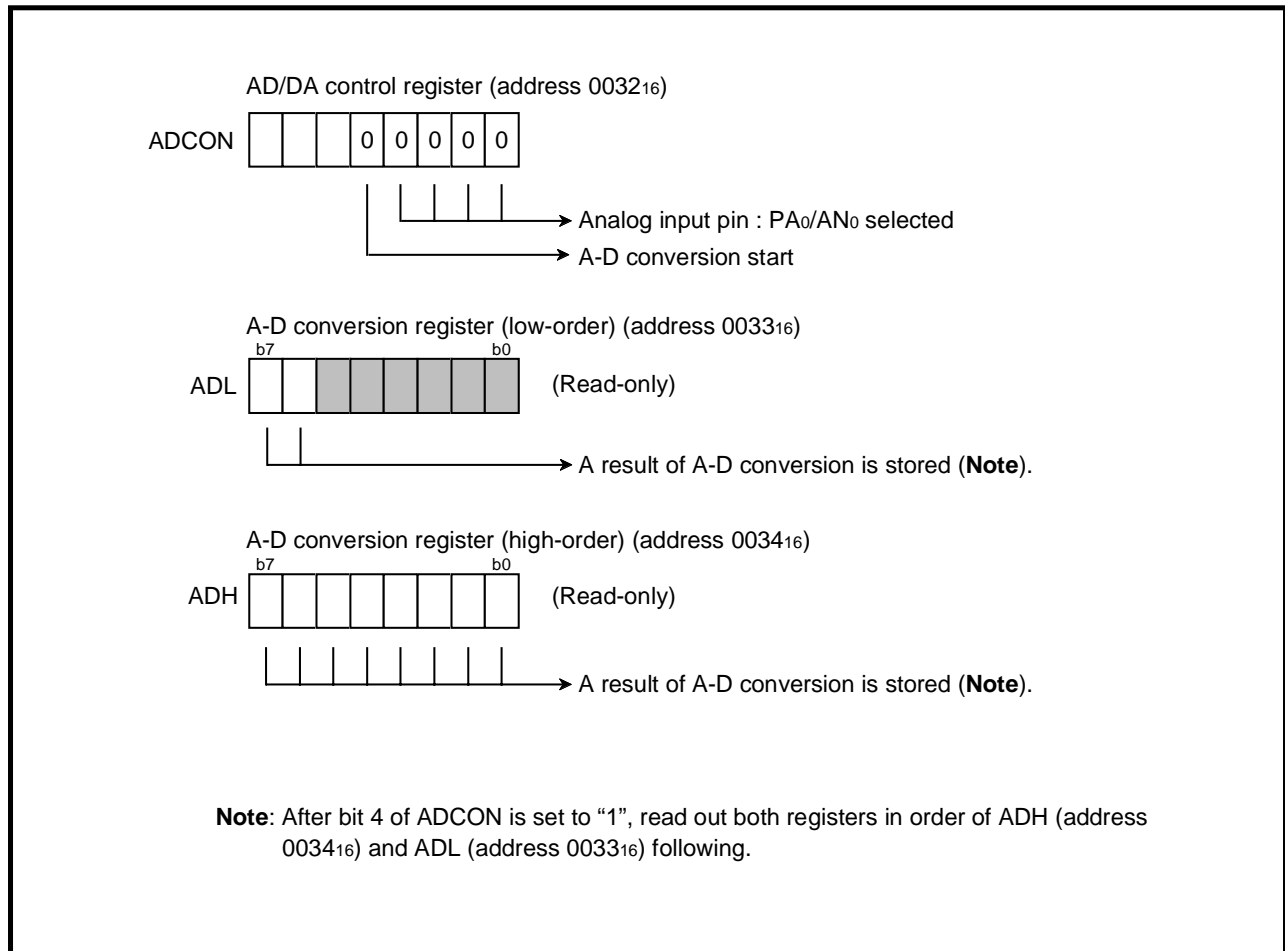 AD/DA control register (address 003216)
ADCON 0 0 0 0 0
Analog input pin : PA0/AN0 selected
A-D conversion start
A-D conversion register (low-order) (address 003316)
b7 b0
ADL (Read-only)
A result of A-D conversion is stored (Note).
A-D conversion register (high-order) (address 003416)
b7 b0
ADH (Read-only)
A result of A-D conversion is stored (Note).
Note: After bit 4 of ADCON is set to “1”, read out both registers in order of ADH (address
003416) and ADL (address 003316) following.